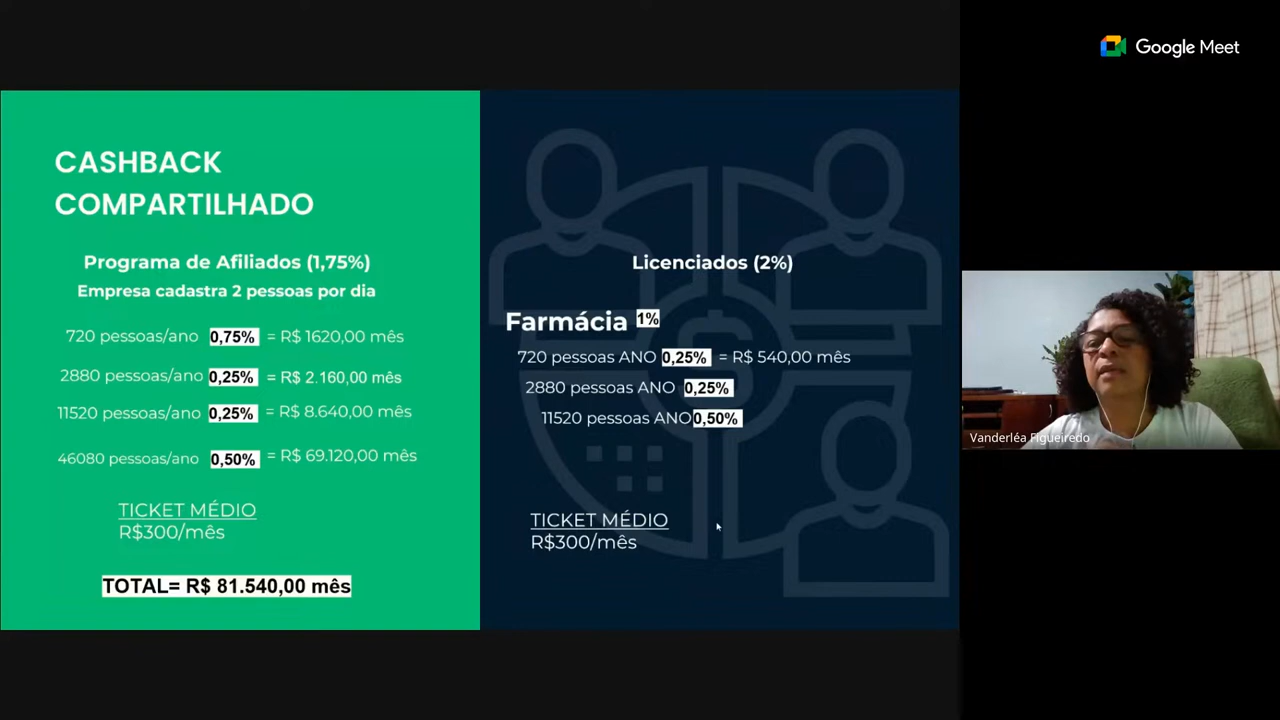 Google Meet
CASHBACK
COMPARTILHADO
Programa de Afiliados (1,75%)
Empresa cadastra 2 pessoas por dia
720 pessoas/ano 0,75% = R$ 1620,00 mês
2880 pessoas/ano 0,25% = R$ 2.160,00 mês
11520 pessoas/ano 0,25% = R$ 8.640,00 mês
46080 pessoas/ano 0,50% = R$ 69.120,00 mês
TICKET MÉDIO
R$300/mês
TOTAL= R$ 81.540,00 mês
Licenciados (2%)
Farmácia 1%
720 pessoas ANO 0,25% = R$ 540,00 mês
2880 pessoas ANO 0,25%
11520 pessoas ANO 0,50%
TICKET MÉDIO
R$300/mês
Vanderléa Figueiredo